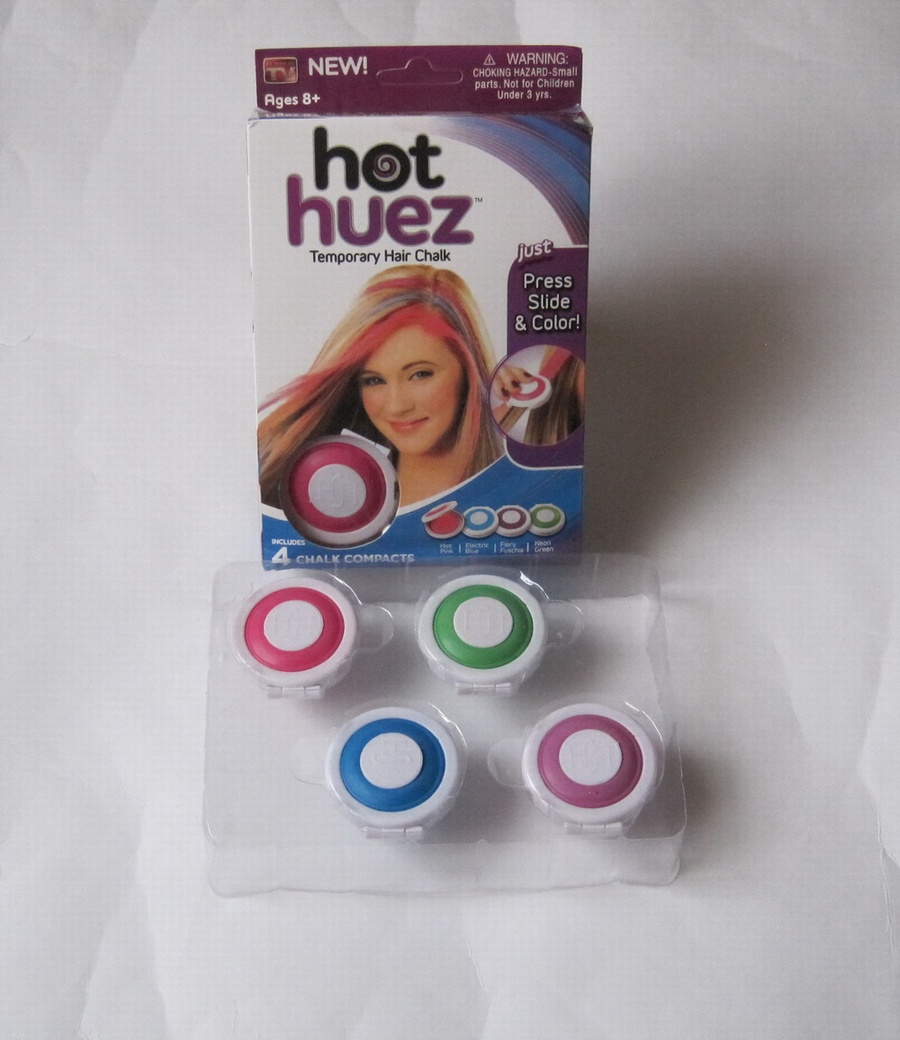 NEW!
Ages 8+
WARNING:
CHOKING HAZARD-Small
parts. Not for Children
Under 3 yrs.
hot
huez™
Temporary Hair Chalk
just
Press
Slide
& Color!
INCLUDES
4 CHALK COMPACTS
Hot
Pink
Electric
Blue
Fiery
Fuschia
Neon
Green